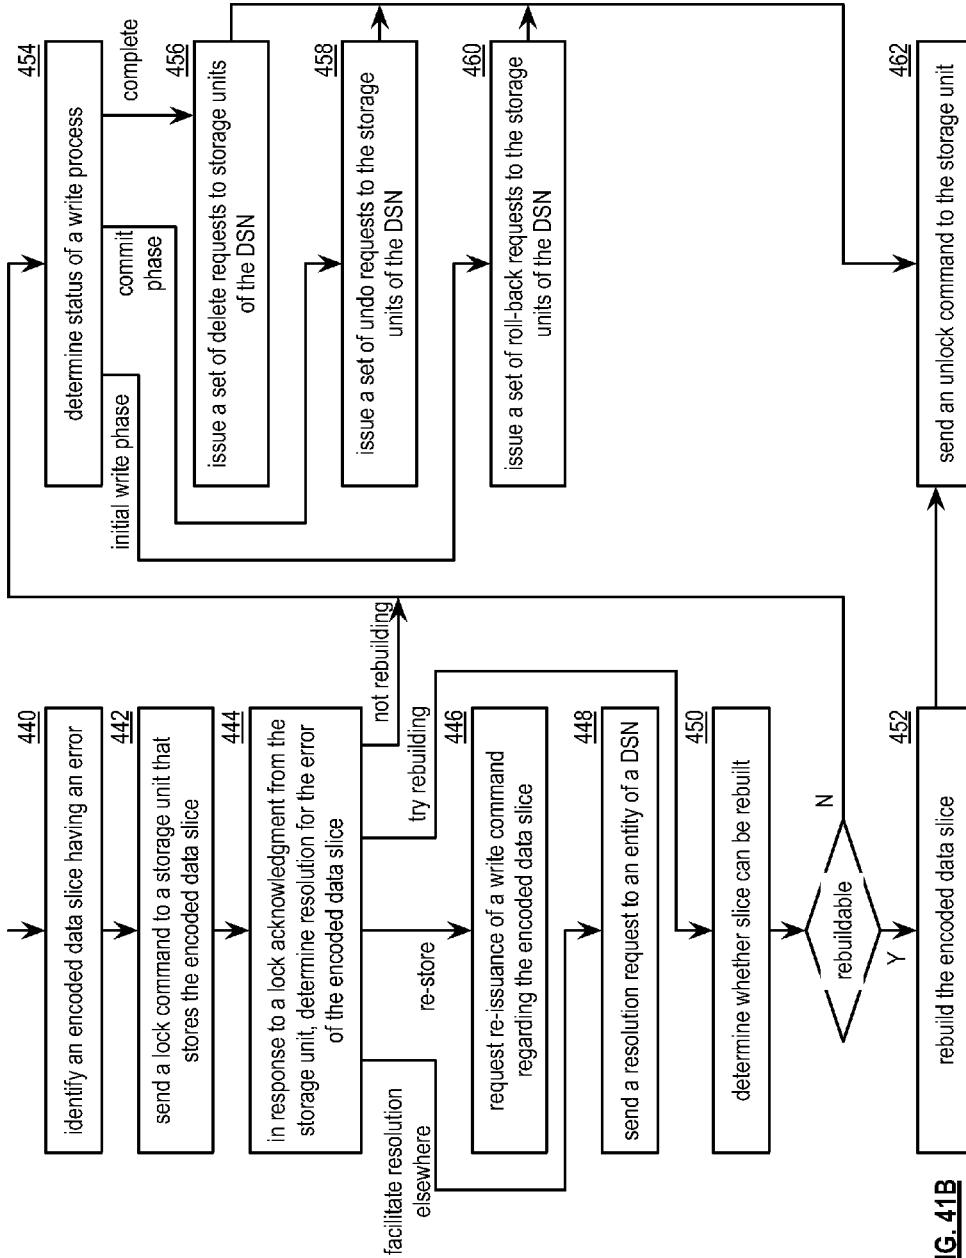 440
identify an encoded data slice having an error
442
send a lock command to a storage unit that
stores the encoded data slice
444
in response to a lock acknowledgment from the
storage unit, determine resolution for the error
of the encoded data slice
facilitate resolution
elsewhere
re-store
try rebuilding
not rebuilding
446
request re-issuance of a write command
regarding the encoded data slice
448
send a resolution request to an entity of a DSN
450
determine whether slice can be rebuilt
rebuildable
Y
N
452
rebuild the encoded data slice
454
determine status of a write process
initial write phase
commit
phase
complete
456
issue a set of delete requests to storage units
of the DSN
458
issue a set of undo requests to the storage
units of the DSN
460
issue a set of roll-back requests to the storage
units of the DSN
462
send an unlock command to the storage unit
G. 41B